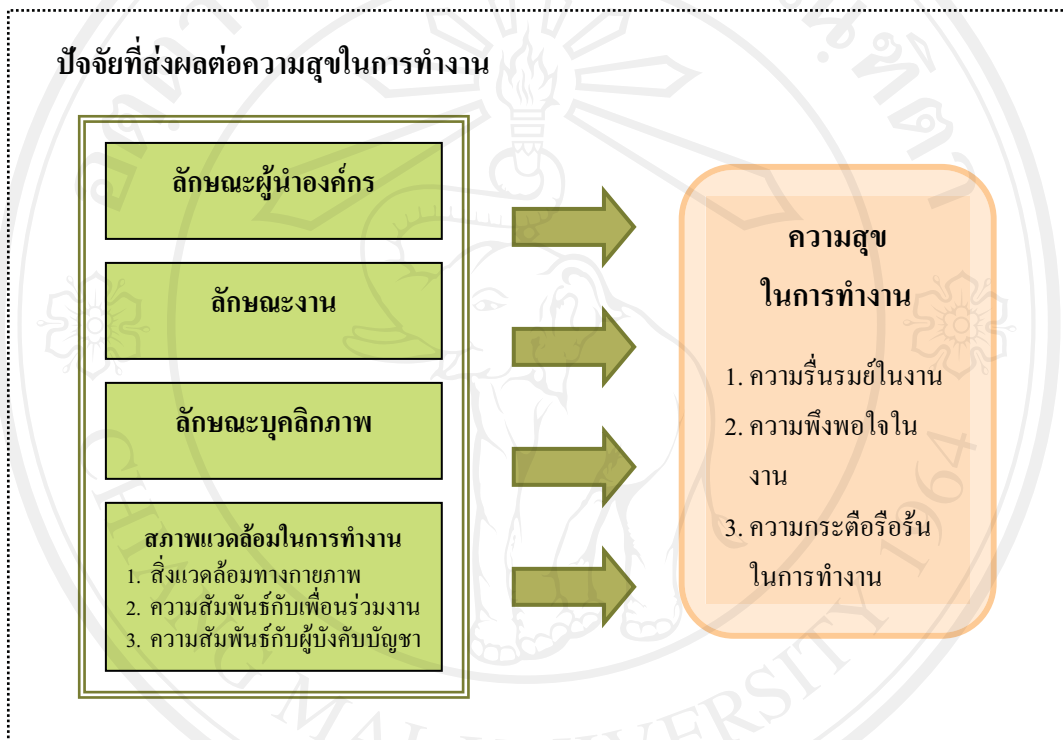 ปัจจัยที่ส่งผลต่อความสุขในการทำงาน
ลักษณะผู้นำองค์กร
ลักษณะงาน
ลักษณะบุคลิกภาพ
สภาพแวดล้อมในการทำงาน
1. สิ่งแวดล้อมทางกายภาพ
2. ความสัมพันธ์กับเพื่อนร่วมงาน
3. ความสัมพันธ์กับผู้บังคับบัญชา
ความสุข
ในการทำงาน
1. ความรื่นรมย์ในงาน
2. ความพึงพอใจใน
งาน
3. ความกระตือรือร้น
ในการทำงาน
CHIANG MAI UNIVERSITY 1964